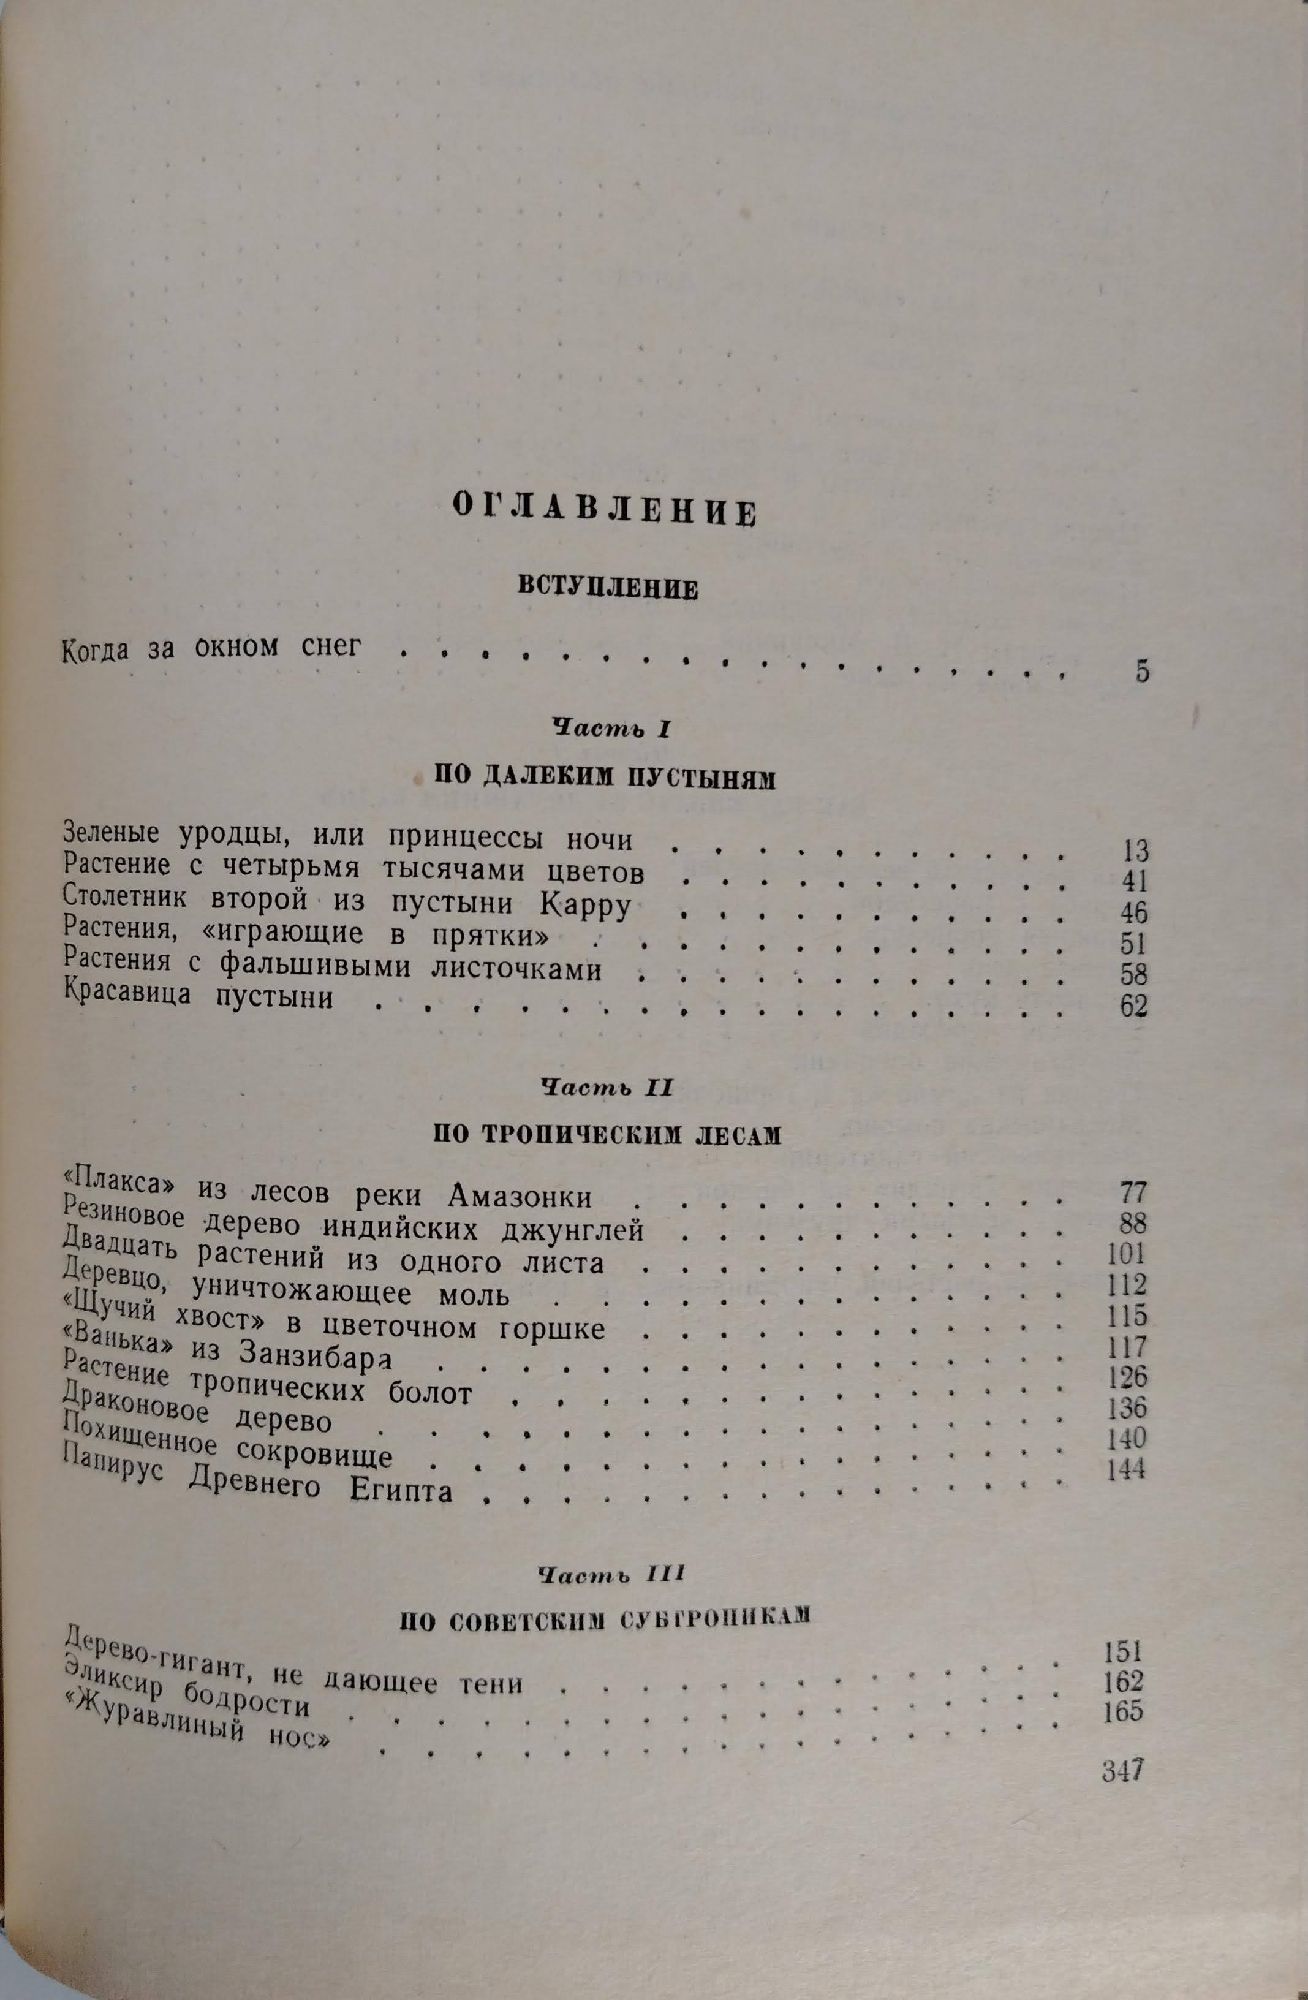 ОГЛАВЛЕНИЕ
ВСТУПЛЕНИЕ
Когда за окном снег . . . . . . . . . . . . . . . . . . 5
Часть I
ПО ДАЛЕКИМ ПУСТЫНЯМ
Зеленые уродцы, или принцессы ночи . . . . . . . . . . . 13
Растение с четырьмя тысячами цветов . . . . . . . . . . . 41
Столетник второй из пустыни Карру . . . . . . . . . . . 46
Растения, «играющие в прятки» . . . . . . . . . . . . . 51
Растения с фальшивыми листочками . . . . . . . . . . . . 58
Красавица пустыни . . . . . . . . . . . . . . . . . . 62
Часть II
ПО ТРОПИЧЕСКИМ ЛЕСАМ
«Плакса» из лесов реки Амазонки . . . . . . . . . . . . 77
Резиновое дерево индийских джунглей . . . . . . . . . . . 88
Двадцать растений из одного листа . . . . . . . . . . . . 101
Деревцо, уничтожающее моль . . . . . . . . . . . . . . 112
«Щучий хвост» в цветочном горшке . . . . . . . . . . . . 115
«Ванька» из Занзибара . . . . . . . . . . . . . . . . . 117
Растение тропических болот . . . . . . . . . . . . . . . 126
Драконовое дерево . . . . . . . . . . . . . . . . . . 136
Похищенное сокровище . . . . . . . . . . . . . . . . . 140
Папирус Древнего Египта . . . . . . . . . . . . . . . . 144
Часть III
ПО СОВЕТСКИМ СУБТРОПИКАМ
Дерево-гигант, не дающее тени . . . . . . . . . . . . . . 151
Эликсир бодрости . . . . . . . . . . . . . . . . . . . 162
«Журавлиный нос» . . . . . . . . . . . . . . . . . . 165
347